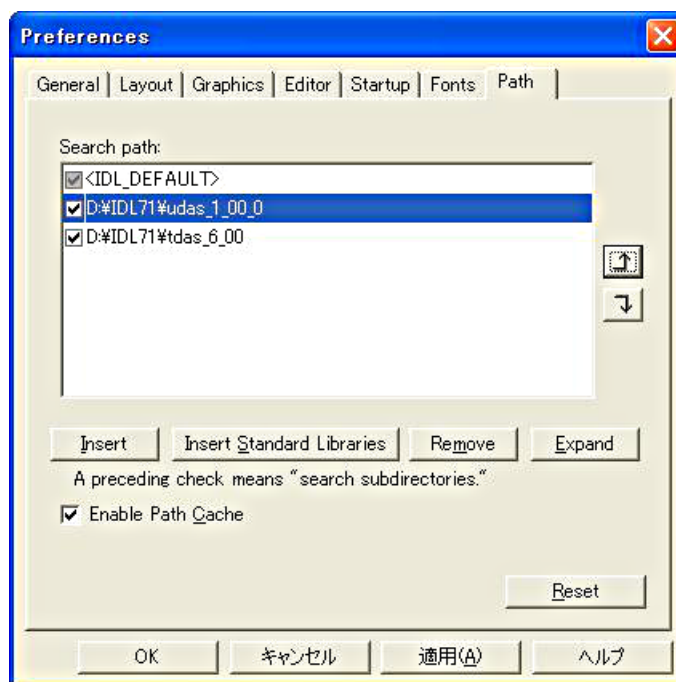 Preferences
General Layout Graphics Editor Startup Fonts Path
Search path:
<IDL_DEFAULT>
D:¥IDL71¥udas_1_00_0
D:¥IDL71¥tdas_6_00
Insert Insert Standard Libraries Remove Expand
A preceding check means "search subdirectories."
Enable Path Cache
Reset
OK キャンセル 適用(A) ヘルプ